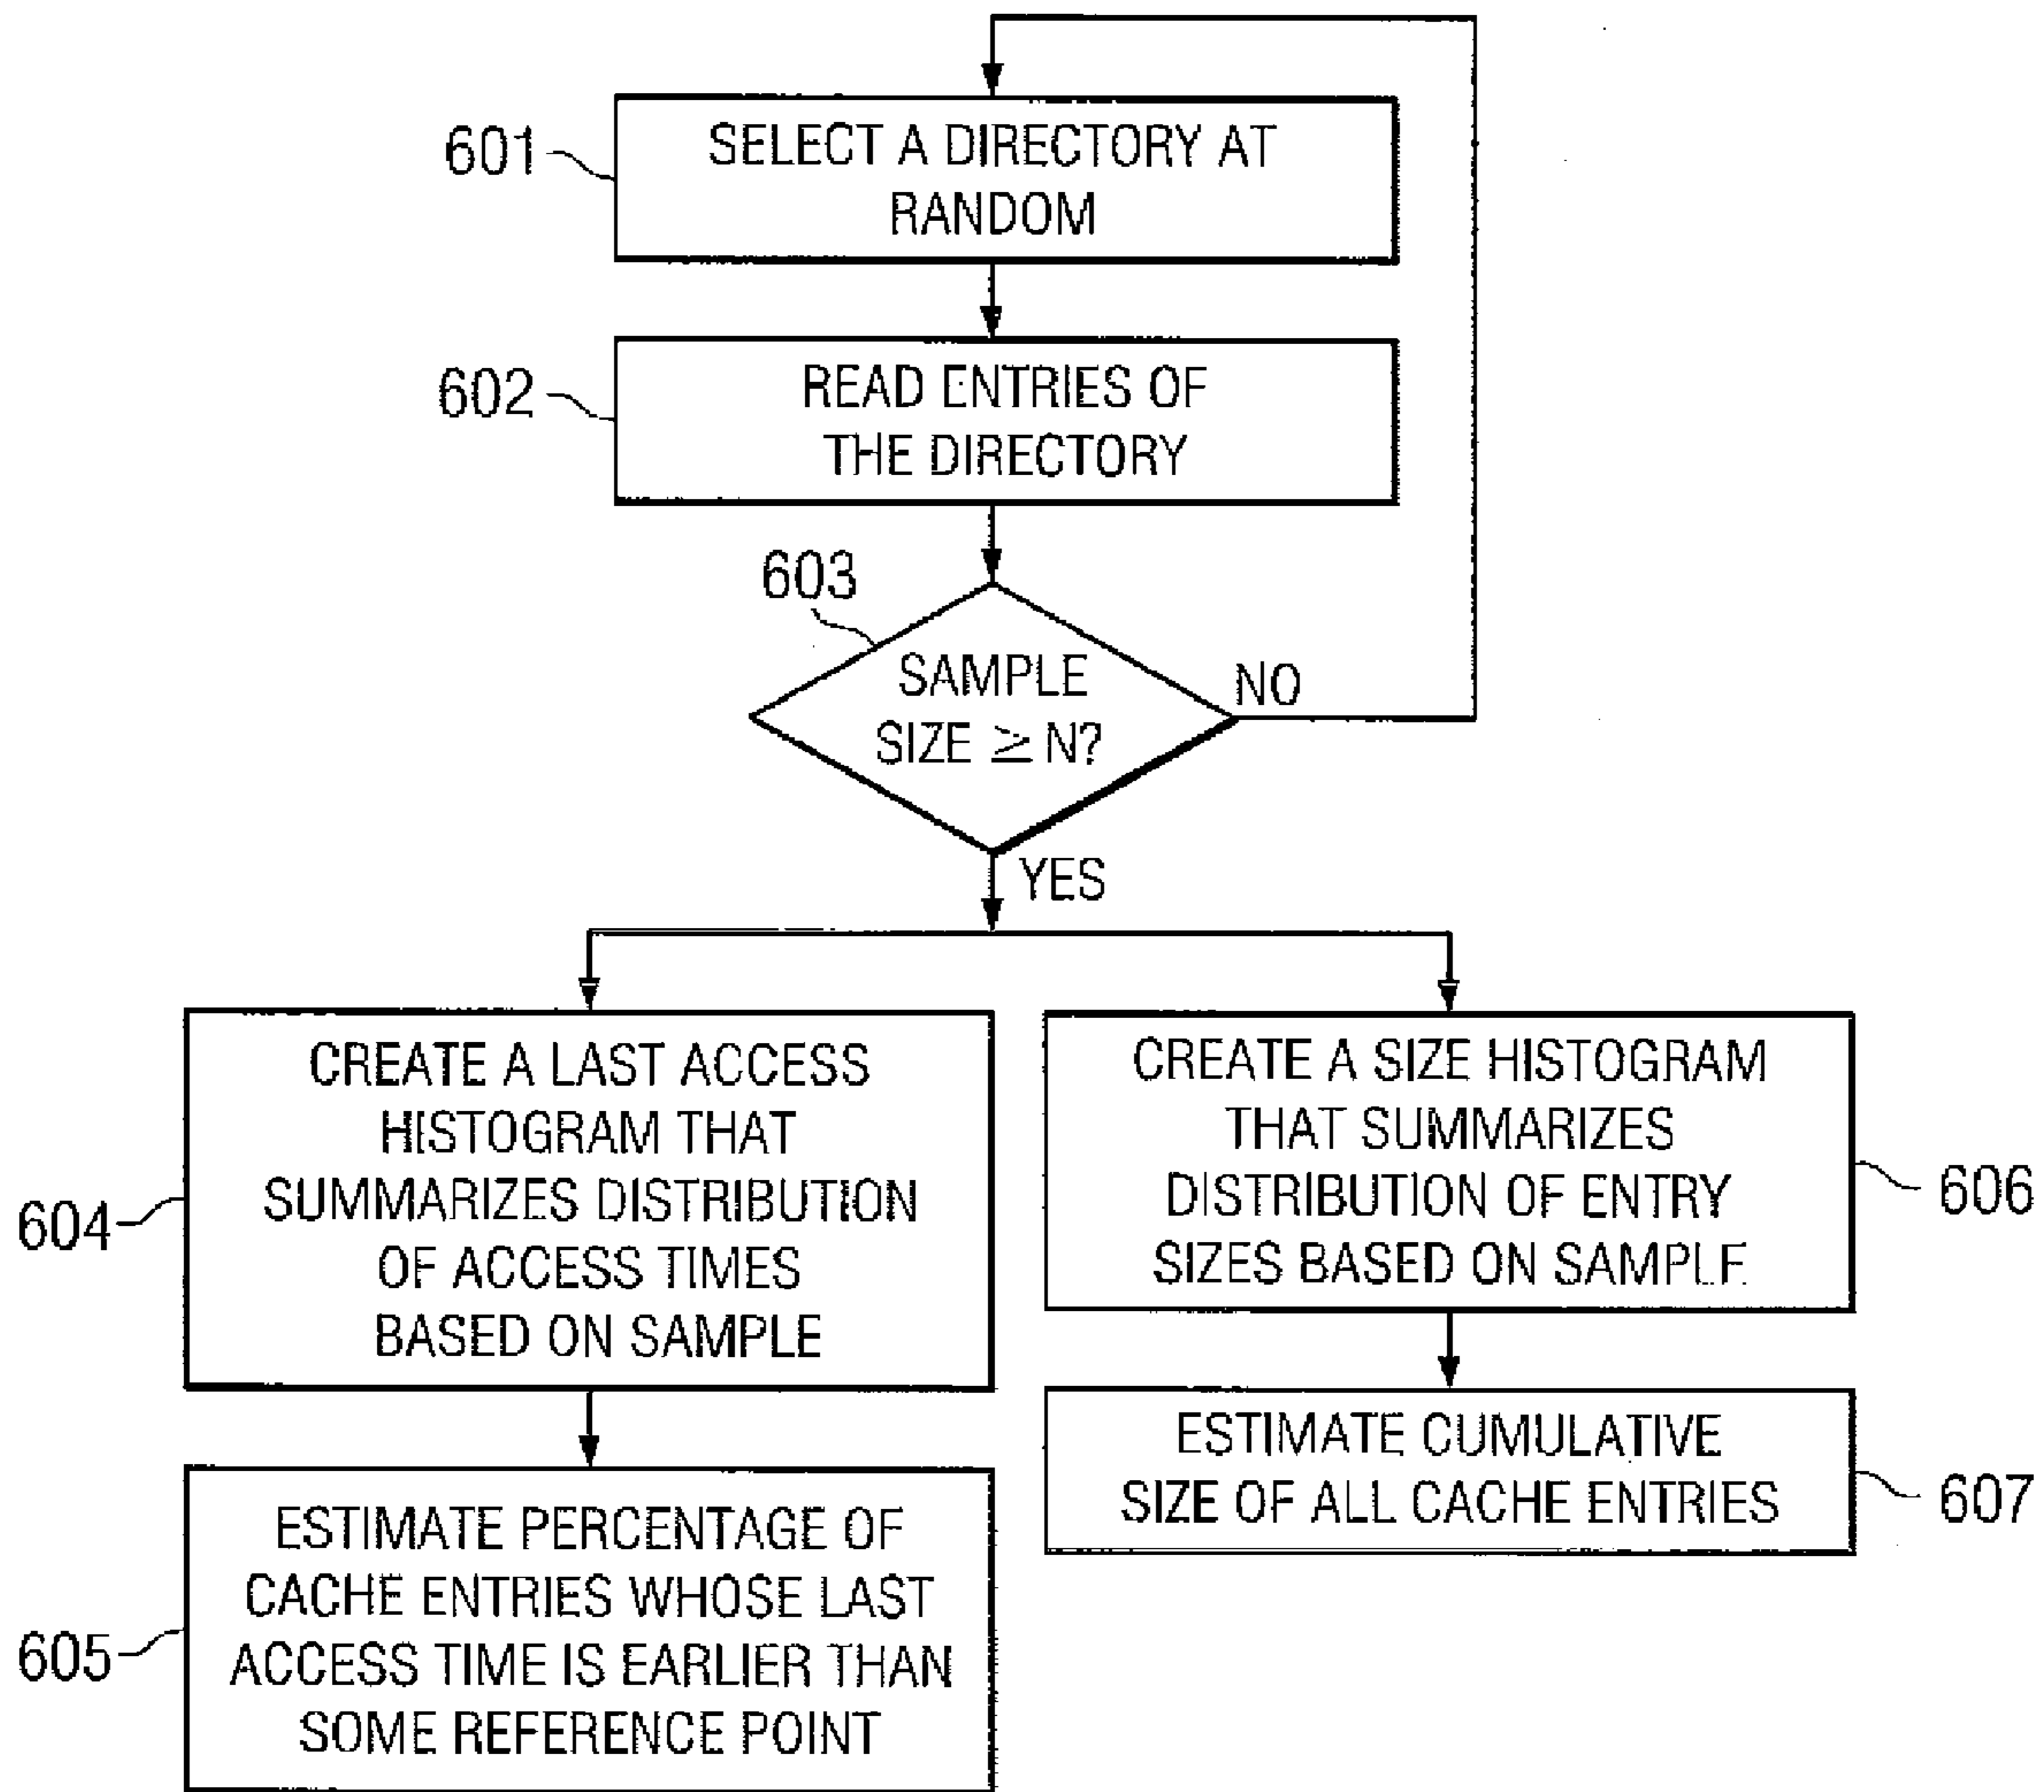 601
SELECT A DIRECTORY AT
RANDOM
602
READ ENTRIES OF
THE DIRECTORY
603
SAMPLE
SIZE ≥ N?
NO
YES
604
CREATE A LAST ACCESS
HISTOGRAM THAT
SUMMARIZES DISTRIBUTION
OF ACCESS TIMES
BASED ON SAMPLE
606
CREATE A SIZE HISTOGRAM
THAT SUMMARIZES
DISTRIBUTION OF ENTRY
SIZES BASED ON SAMPLE
605
ESTIMATE PERCENTAGE OF
CACHE ENTRIES WHOSE LAST
ACCESS TIME IS EARLIER THAN
SOME REFERENCE POINT
607
ESTIMATE CUMULATIVE
SIZE OF ALL CACHE ENTRIES